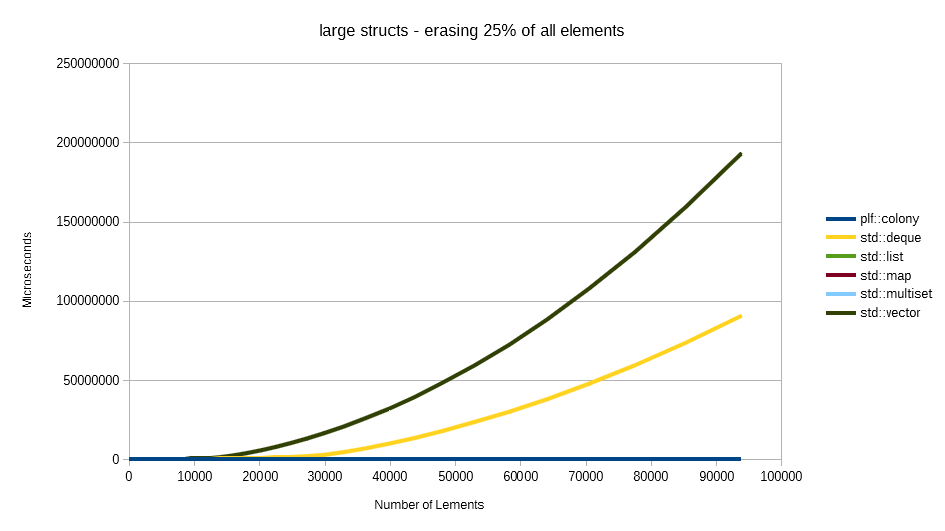 large structs - erasing 25% of all elements
250000000
200000000
150000000
100000000
50000000
0
Microseconds
0 10000 20000 30000 40000 50000 60000 70000 80000 90000 100000
Number of Lements
plf::colony
std::deque
std::list
std::map
std::multiset
std::vector